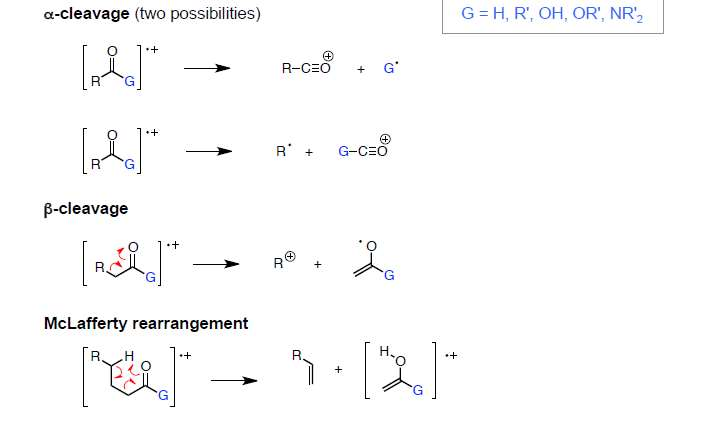 α-cleavage (two possibilities)
G = H, R', OH, OR', NR'₂
[ O R G ]·+ R–C≡O ⊕ + G·
[ O R G ]·+ R· + G–C≡O ⊕
β-cleavage
[ R O G ]·+ R⊕ + ·O G
McLafferty rearrangement
[ R H O G ]·+ R + [ H O G ]·+